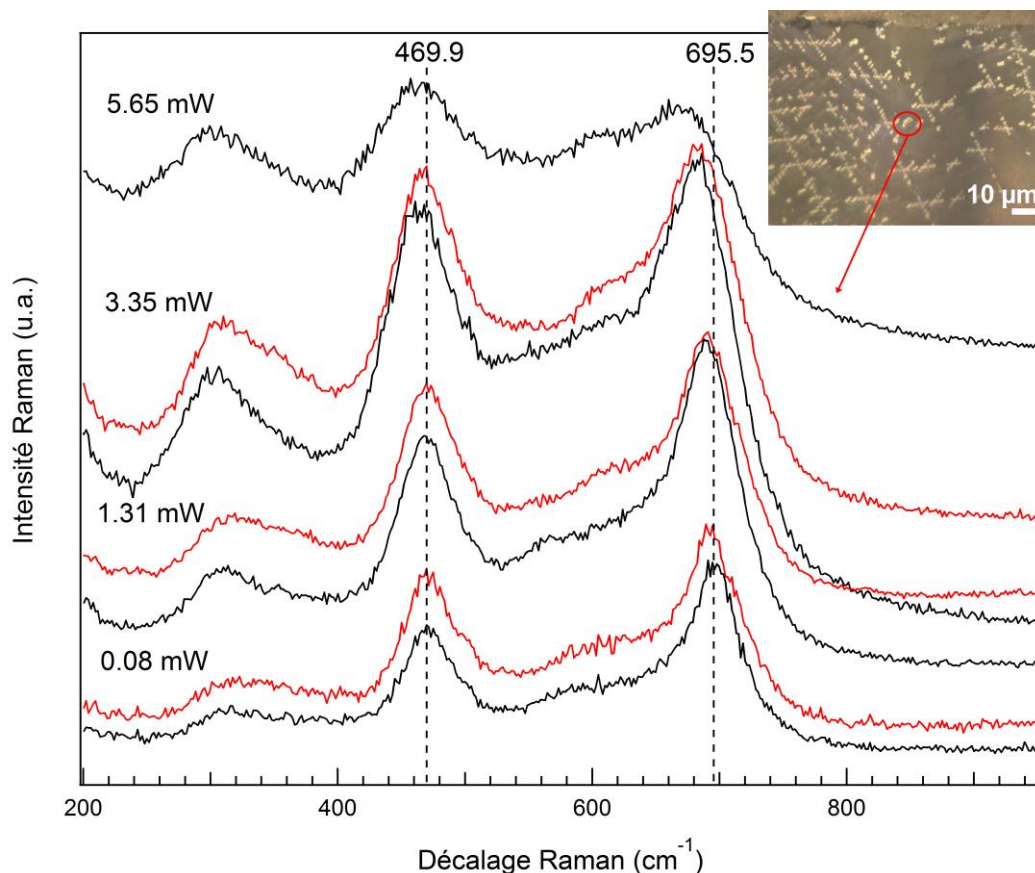 469.9
695.5
5.65 mW
10 µm
3.35 mW
1.31 mW
0.08 mW
Intensité Raman (u.a.)
200
400
600
800
Décalage Raman (cm⁻¹)